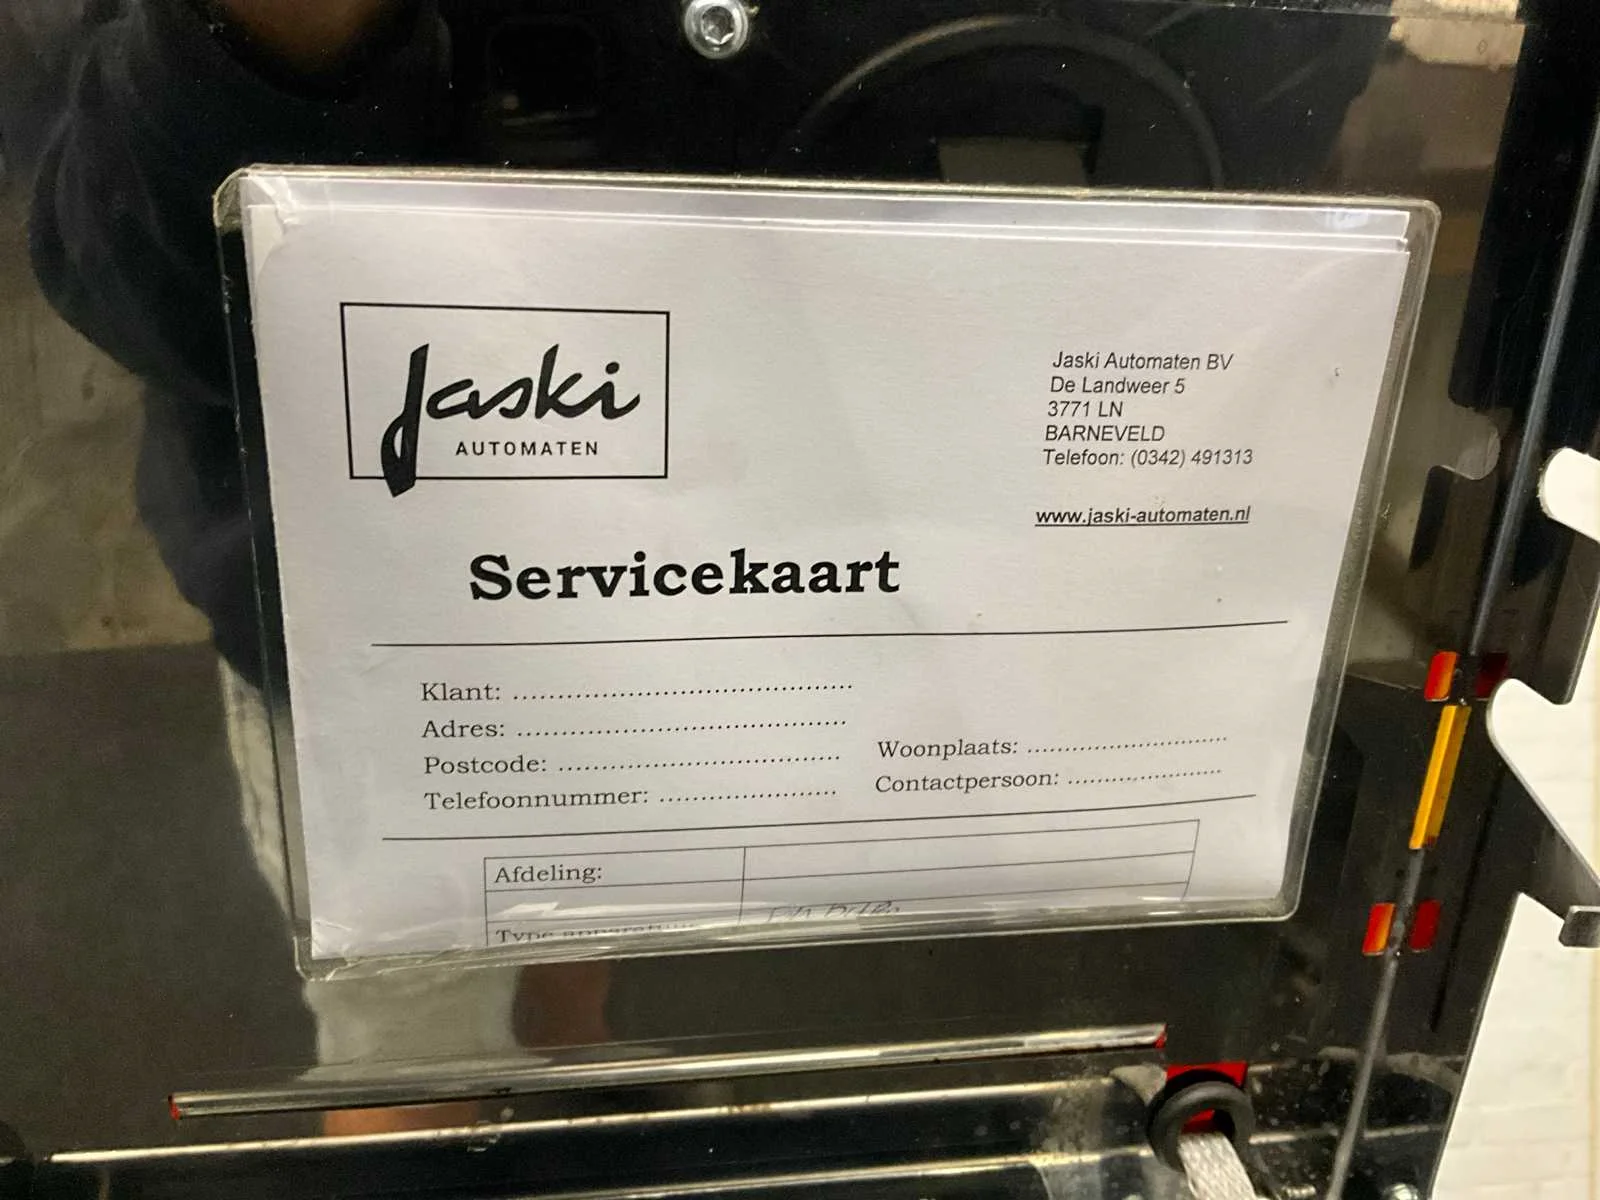 Jaski
AUTOMATEN
Jaski Automaten BV
De Landweer 5
3771 LN
BARNEVELD
Telefoon: (0342) 491313
www.jaski-automaten.nl
Servicekaart
Klant: ......................................
Adres: .....................................
Postcode: ................................
Telefoonnummer: ....................
Woonplaats: ..........................
Contactpersoon: ....................
Afdeling:
Type